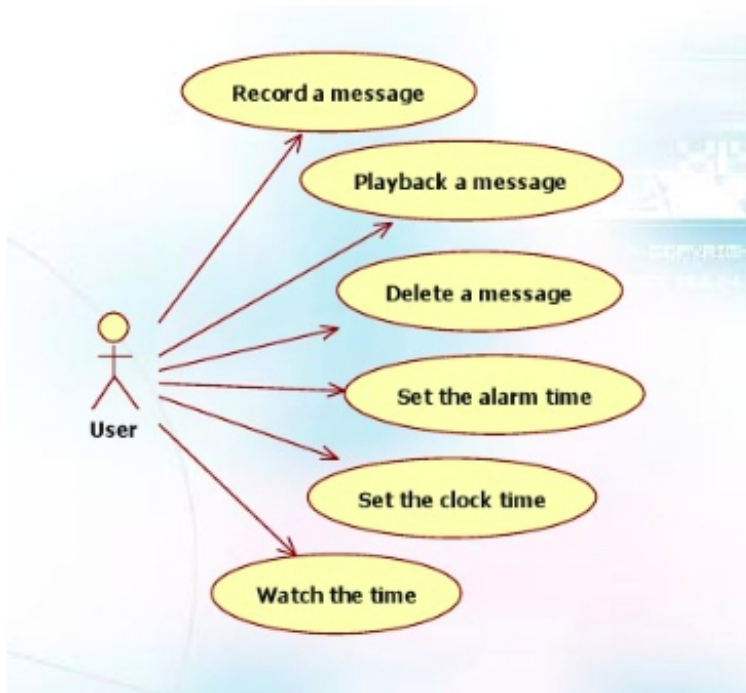 Record a message
Playback a message
Delete a message
Set the alarm time
User
Set the clock time
Watch the time